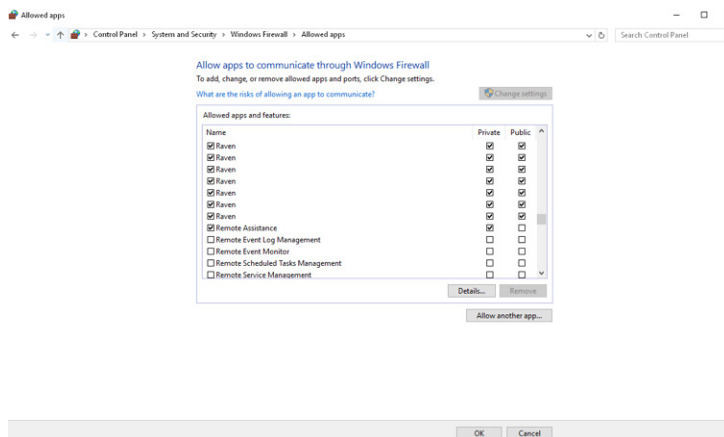 Allowed apps
Control Panel > System and Security > Windows Firewall > Allowed apps
Search Control Panel
Allow apps to communicate through Windows Firewall
To add, change, or remove allowed apps and ports, click Change settings.
What are the risks of allowing an app to communicate?
Change settings
Allowed apps and features:
Name Private Public
Raven
Raven
Raven
Raven
Raven
Raven
Raven
Remote Assistance
Remote Event Log Management
Remote Event Monitor
Remote Scheduled Tasks Management
Remote Service Management
Details... Remove
Allow another app...
OK Cancel